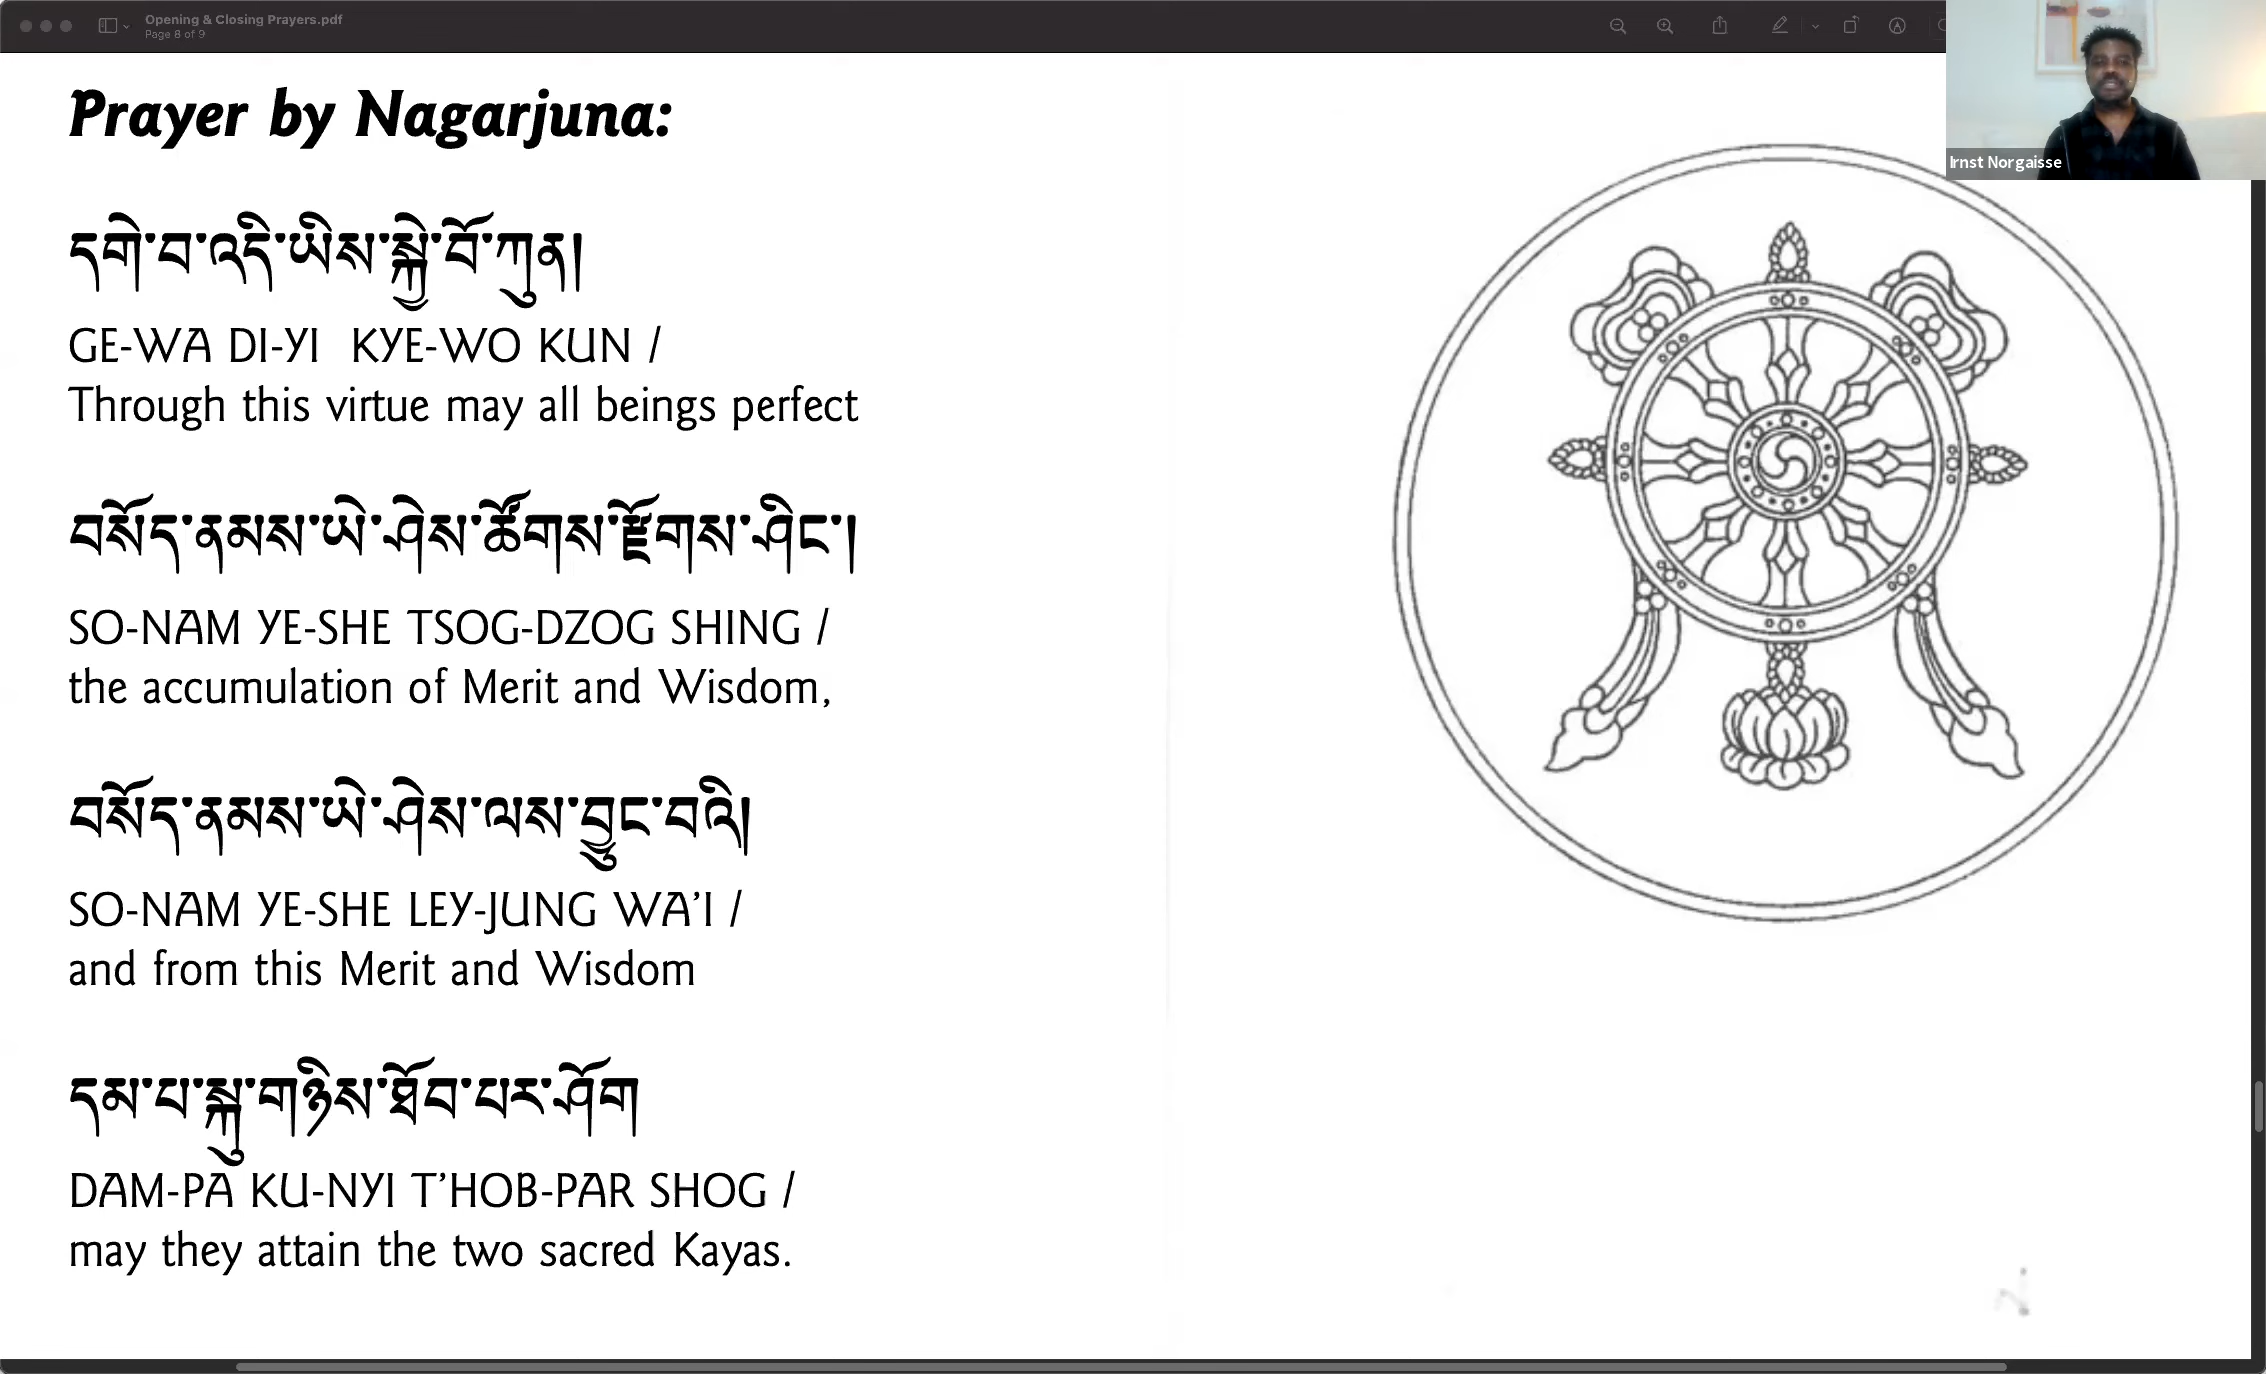 Opening & Closing Prayers.pdf
Page 8 of 9
Irnst Norgaisse
Prayer by Nagarjuna:
དགེ་བ་འདི་ཡིས་སྐྱེ་བོ་ཀུན།
GE-WA DI-YI KYE-WO KUN /
Through this virtue may all beings perfect
བསོད་ནམས་ཡེ་ཤེས་ཚོགས་རྫོགས་ཤིང་།
SO-NAM YE-SHE TSOG-DZOG SHING /
the accumulation of Merit and Wisdom,
བསོད་ནམས་ཡེ་ཤེས་ལས་བྱུང་བའི།
SO-NAM YE-SHE LEY-JUNG WA’I /
and from this Merit and Wisdom
དམ་པ་སྐུ་གཉིས་ཐོབ་པར་ཤོག
DAM-PA KU-NYI T’HOB-PAR SHOG /
may they attain the two sacred Kayas.